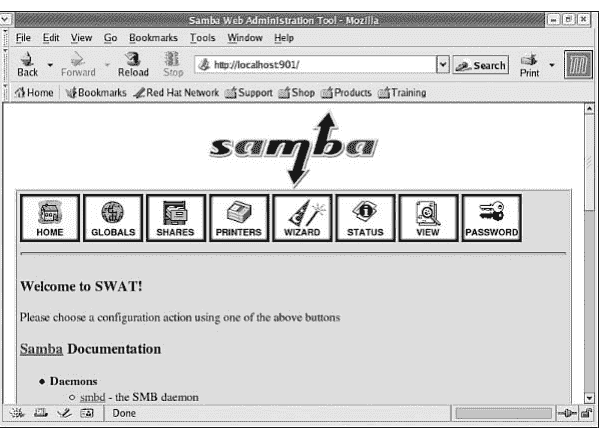 Samba Web Administration Tool - Mozilla
File Edit View Go Bookmarks Tools Window Help
Back Forward Reload Stop http://localhost:901/ Search Print
Home Bookmarks Red Hat Network Support Shop Products Training
samba
HOME GLOBALS SHARES PRINTERS WIZARD STATUS VIEW PASSWORD
Welcome to SWAT!
Please choose a configuration action using one of the above buttons
Samba Documentation
Daemons
smbd - the SMB daemon
Done